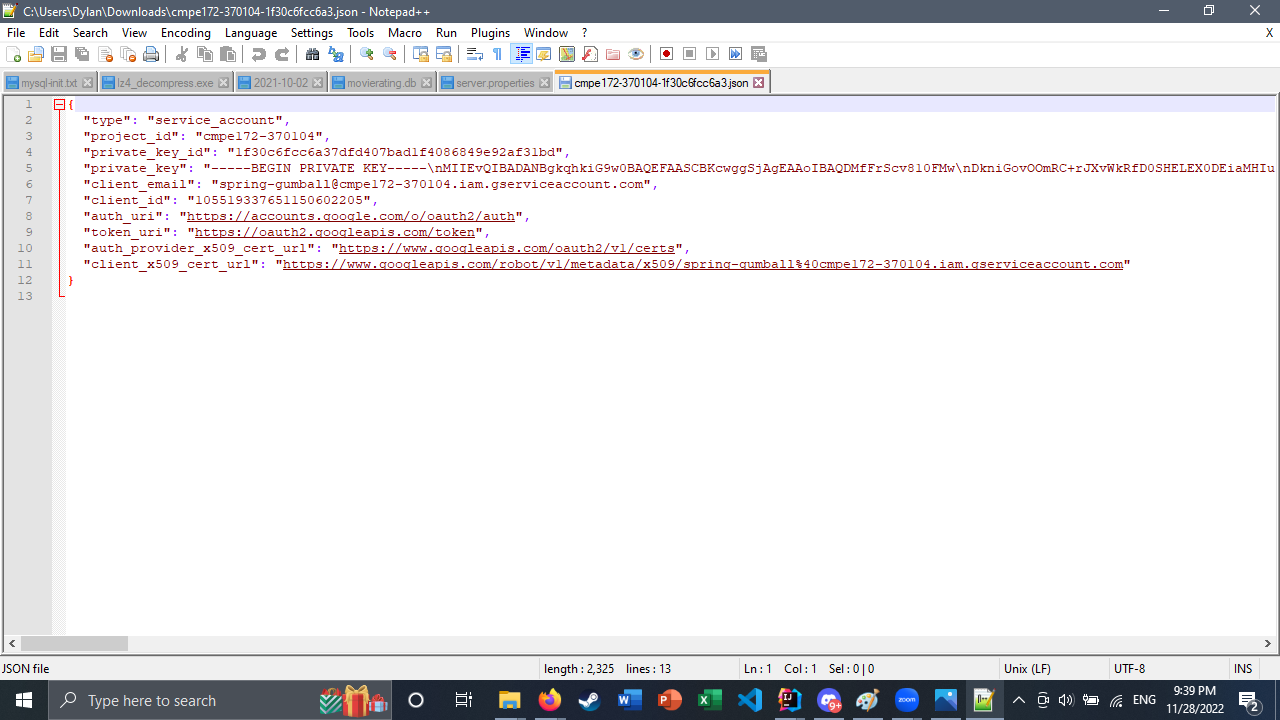 C:\Users\Dylan\Downloads\cmpe172-370104-1f30c6fcc6a3.json - Notepad++
File Edit Search View Encoding Language Settings Tools Macro Run Plugins Window ? X
mysql-init.txt lz4_decompress.exe 2021-10-02 movierating.db server.properties cmpe172-370104-1f30c6fcc6a3.json
1 {
2 "type": "service_account",
3 "project_id": "cmpe172-370104",
4 "private_key_id": "1f30c6fcc6a37dfd407bad1f4086849e92af31bd",
5 "private_key": "-----BEGIN PRIVATE KEY-----\nMIIEvQIBADANBgkqhkiG9w0BAQEFAASCBKcwggSjAgEAAoIBAQDMfFrScv810FMw\nDkniGovOOmRC+rJXvWkRfD0SHELEX0DEiaMHIu
6 "client_email": "spring-gumball@cmpe172-370104.iam.gserviceaccount.com",
7 "client_id": "105519337651150602205",
8 "auth_uri": "https://accounts.google.com/o/oauth2/auth",
9 "token_uri": "https://oauth2.googleapis.com/token",
10 "auth_provider_x509_cert_url": "https://www.googleapis.com/oauth2/v1/certs",
11 "client_x509_cert_url": "https://www.googleapis.com/robot/v1/metadata/x509/spring-gumball%40cmpe172-370104.iam.gserviceaccount.com"
12 }
13
JSON file length : 2,325 lines : 13 Ln : 1 Col : 1 Sel : 0 | 0 Unix (LF) UTF-8 INS
Type here to search 9+ zoom ENG 9:39 PM 2
11/28/2022